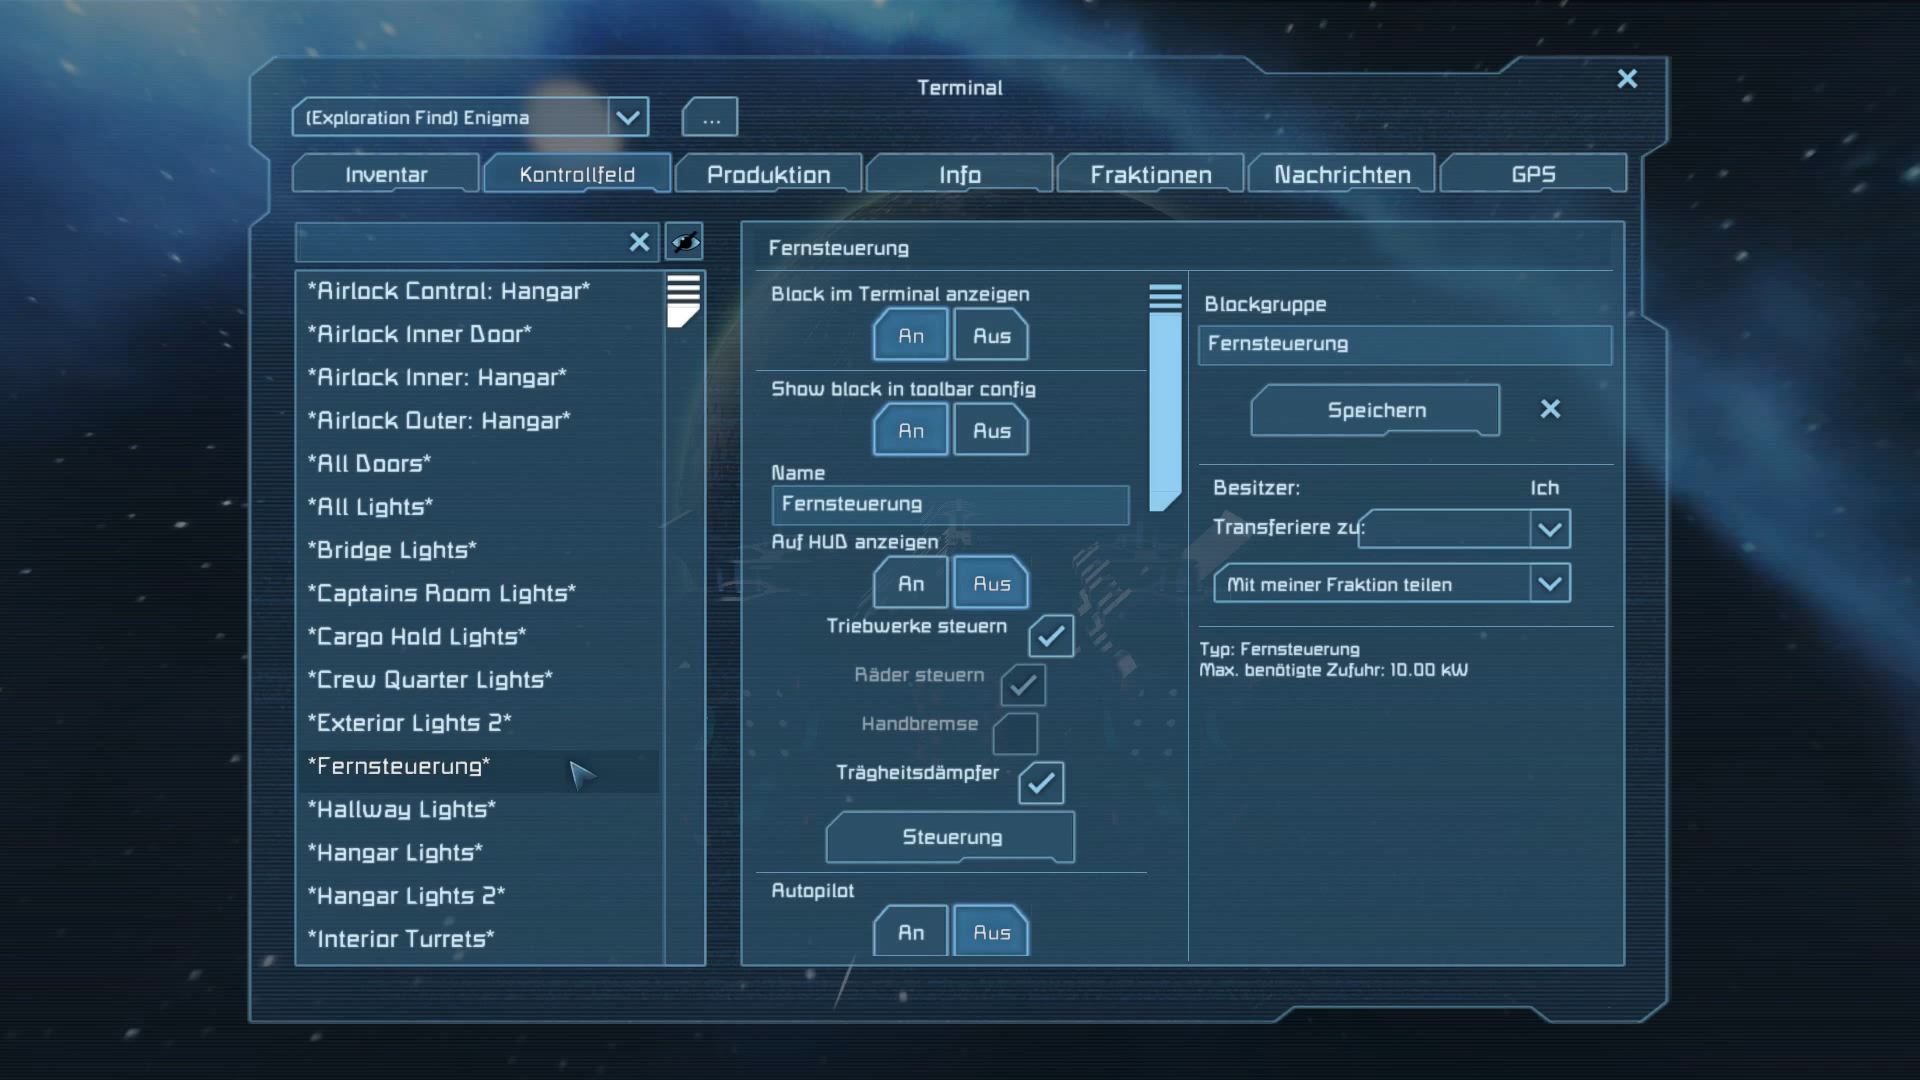 Terminal
(Exploration Find) Enigma
...
Inventar
Kontrollfeld
Produktion
Info
Fraktionen
Nachrichten
GPS
*Airlock Control: Hangar*
*Airlock Inner Door*
*Airlock Inner: Hangar*
*Airlock Outer: Hangar*
*All Doors*
*All Lights*
*Bridge Lights*
*Captains Room Lights*
*Cargo Hold Lights*
*Crew Quarter Lights*
*Exterior Lights 2*
*Fernsteuerung*
*Hallway Lights*
*Hangar Lights*
*Hangar Lights 2*
*Interior Turrets*
Fernsteuerung
Block im Terminal anzeigen
An Aus
Show block in toolbar config
An Aus
Name
Fernsteuerung
Auf HUD anzeigen
An Aus
Triebwerke steuern
Räder steuern
Handbremse
Trägheitsdämpfer
Steuerung
Autopilot
An Aus
Blockgruppe
Fernsteuerung
Speichern
Besitzer: Ich
Transferiere zu:
Mit meiner Fraktion teilen
Typ: Fernsteuerung
Max. benötigte Zufuhr: 10.00 kW